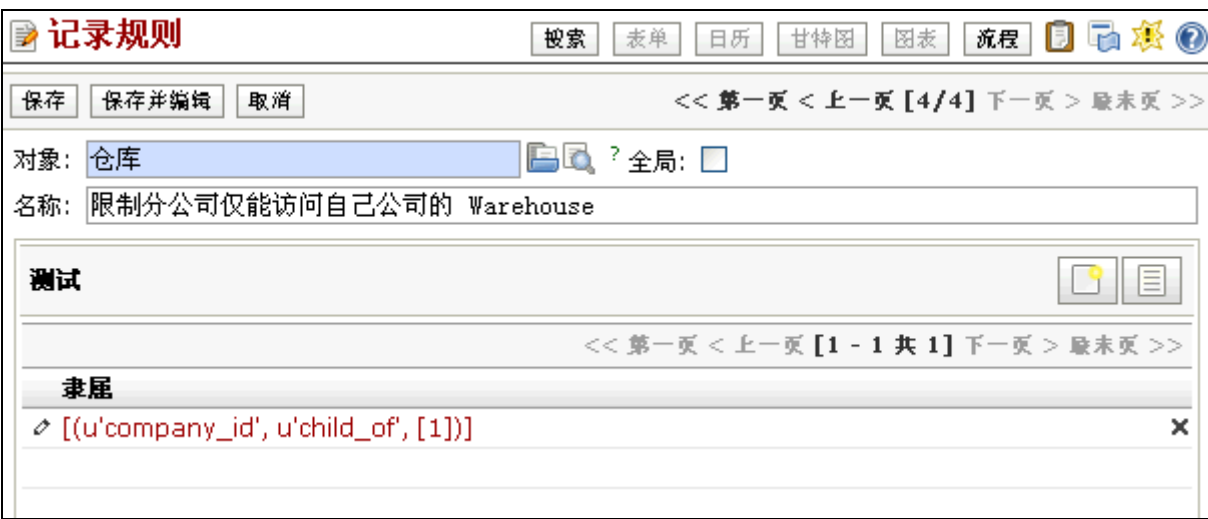 记录规则 搜索 表单 日历 甘特图 图表 流程
保存 保存并编辑 取消 << 第一页 < 上一页 [4/4] 下一页 > 最末页 >>
对象: 仓库 ? 全局:
名称: 限制分公司仅能访问自己公司的 Warehouse
测试
<< 第一页 < 上一页 [1 - 1 共 1] 下一页 > 最末页 >>
隶属
[(u'company_id', u'child_of', [1])]